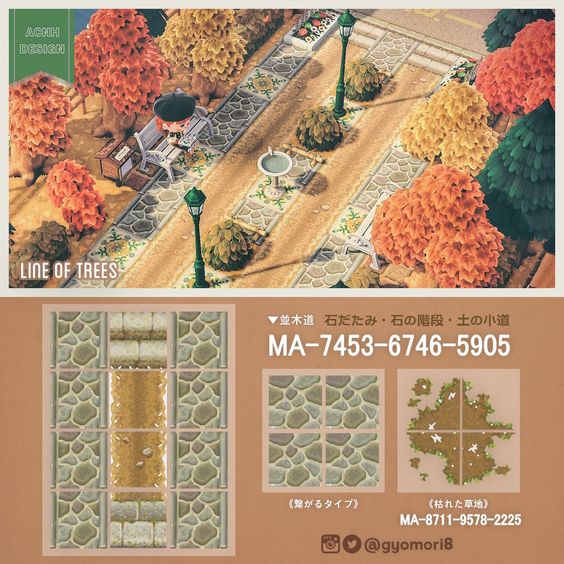 ACNH
DESIGN
LINE OF TREES
▼並木道 石だたみ・石の階段・土の小道
MA-7453-6746-5905
《繋がるタイプ》
《枯れた草地》
MA-8711-9578-2225
@gyomori8